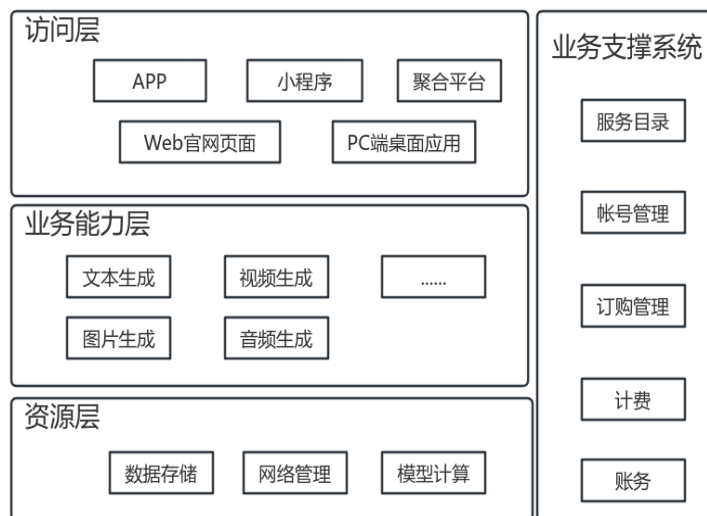 访问层
APP
小程序
聚合平台
Web官网页面
PC端桌面应用
业务能力层
文本生成
视频生成
......
图片生成
音频生成
资源层
数据存储
网络管理
模型计算
业务支撑系统
服务目录
帐号管理
订购管理
计费
账务